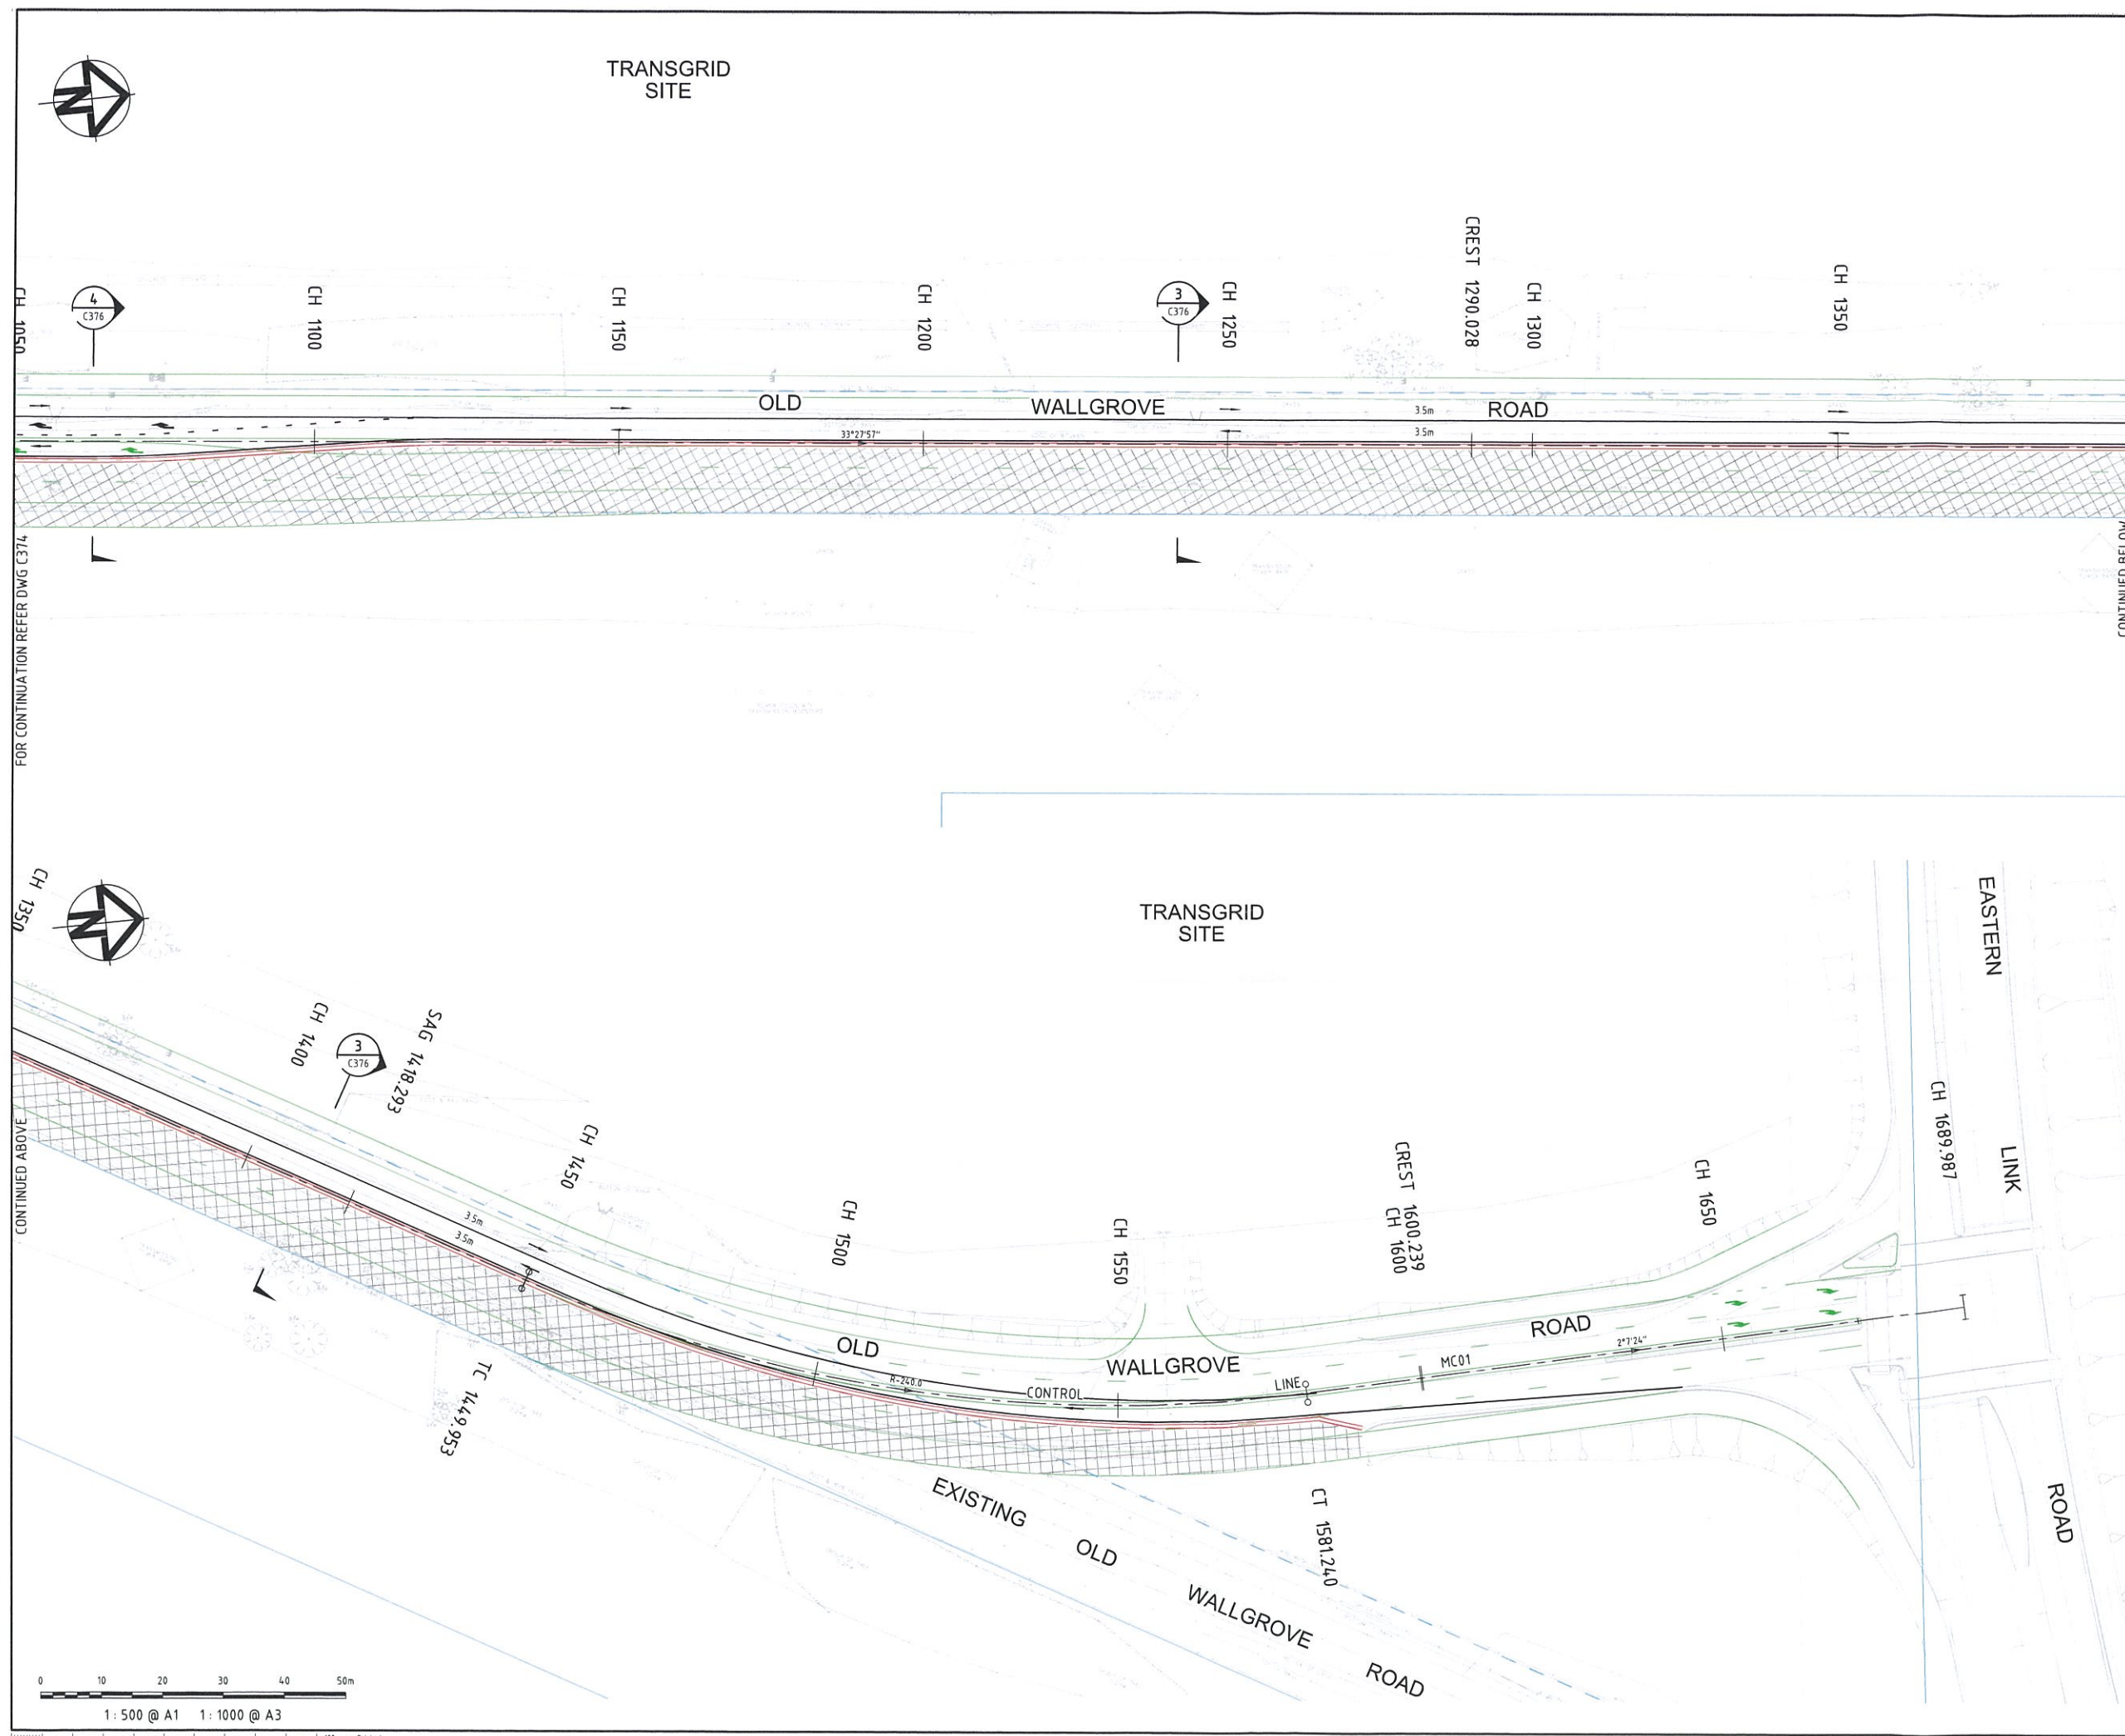 TRANSGRID
SITE
CH 1050
4
C376
CH 1100
CH 1150
CH 1200
3
C376
CH 1250
CREST 1290.028
CH 1300
CH 1350
OLD WALLGROVE ROAD
3.5m
3.5m
33°27'57"
FOR CONTINUATION REFER DWG C374
CONTINUED BELOW
TRANSGRID
SITE
CH 1350
CH 1400
3
C376
SAG 1418.293
CH 1450
CH 1500
CH 1550
CREST 1600.239
CH 1600
CH 1650
CH 1689.987
EASTERN LINK ROAD
CONTINUED ABOVE
3.5m
3.5m
OLD WALLGROVE ROAD
R-240.0
CONTROL LINE MC01
2°7'24"
TC 1449.953
CT 1581.240
EXISTING OLD WALLGROVE ROAD
0 10 20 30 40 50m
1 : 500 @ A1 1 : 1000 @ A3